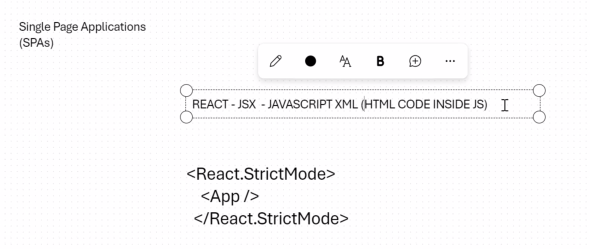 Single Page Applications
(SPAs)
REACT - JSX - JAVASCRIPT XML (HTML CODE INSIDE JS)
<React.StrictMode>
<App />
</React.StrictMode>